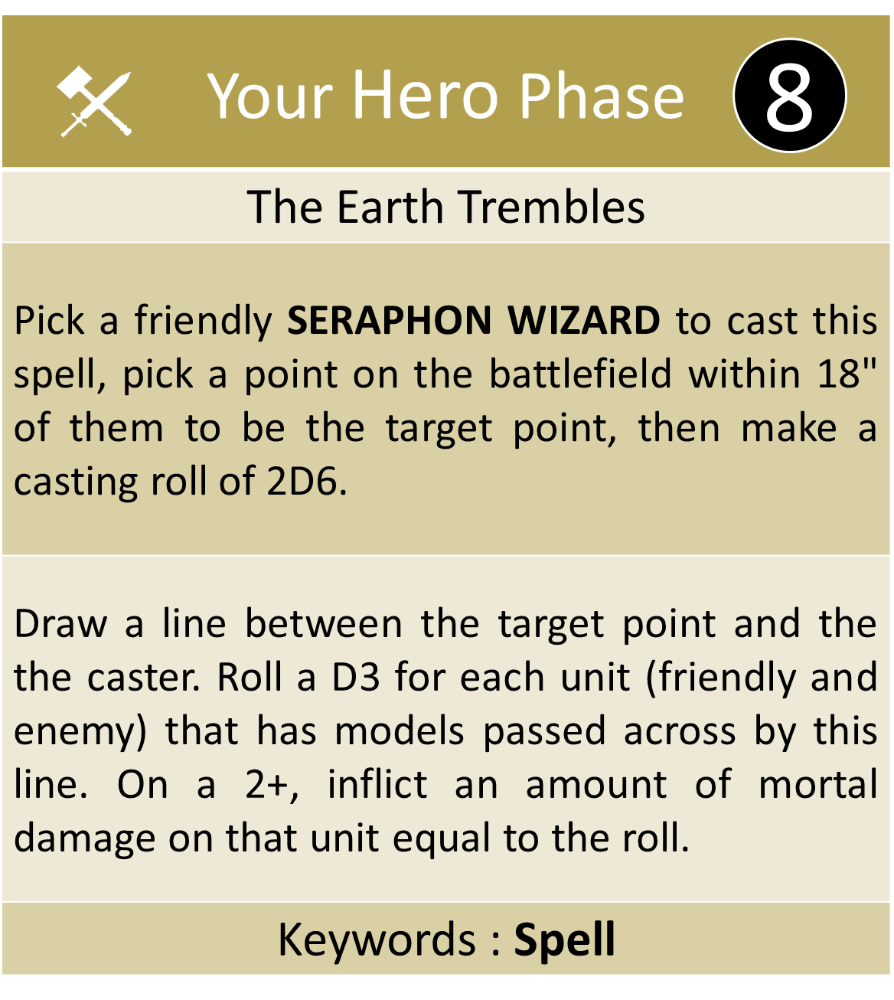 Your Hero Phase 8
The Earth Trembles
Pick a friendly SERAPHON WIZARD to cast this
spell, pick a point on the battlefield within 18"
of them to be the target point, then make a
casting roll of 2D6.
Draw a line between the target point and the
the caster. Roll a D3 for each unit (friendly and
enemy) that has models passed across by this
line. On a 2+, inflict an amount of mortal
damage on that unit equal to the roll.
Keywords : Spell